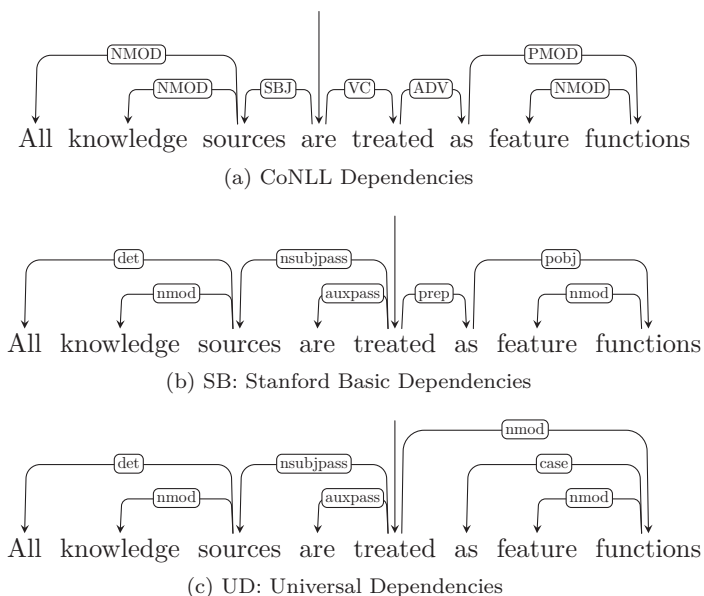 NMOD PMOD
NMOD SBJ VC ADV NMOD
All knowledge sources are treated as feature functions
(a) CoNLL Dependencies
det nsubjpass pobj
nmod auxpass prep nmod
All knowledge sources are treated as feature functions
(b) SB: Stanford Basic Dependencies
nmod
det nsubjpass case
nmod auxpass nmod
All knowledge sources are treated as feature functions
(c) UD: Universal Dependencies